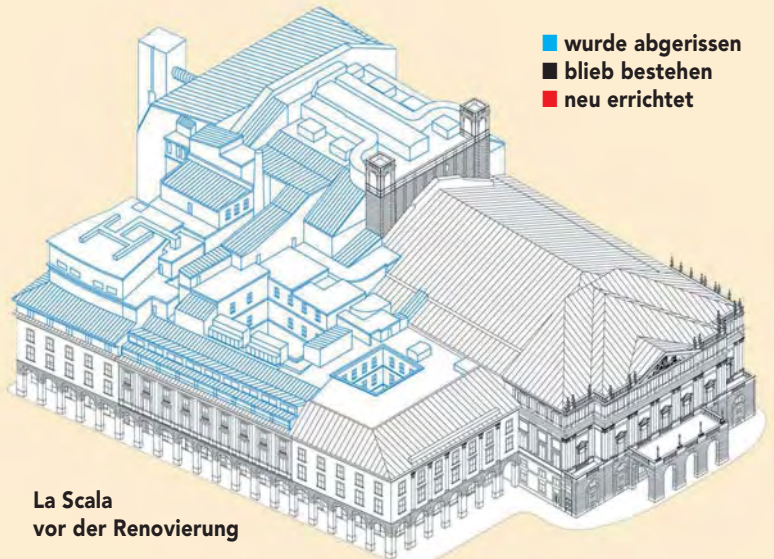 wurde abgerissen
blieb bestehen
neu errichtet
La Scala
vor der Renovierung